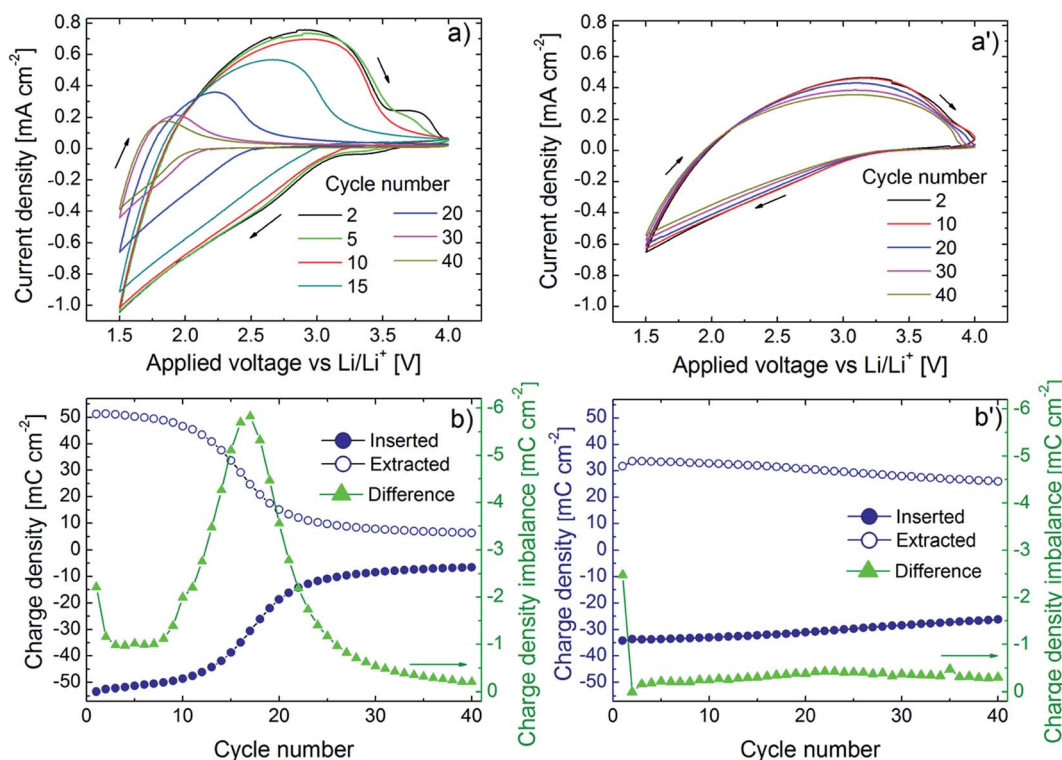 a)
0.8
0.6
0.4
0.2
0.0
-0.2
-0.4
-0.6
-0.8
-1.0
Current density [mA cm-2]
Cycle number
2
5
10
15
20
30
40
1.5 2.0 2.5 3.0 3.5 4.0
Applied voltage vs Li/Li+ [V]
a')
0.8
0.6
0.4
0.2
0.0
-0.2
-0.4
-0.6
-0.8
-1.0
Current density [mA cm-2]
Cycle number
2
10
20
30
40
1.5 2.0 2.5 3.0 3.5 4.0
Applied voltage vs Li/Li+ [V]
b)
50
40
30
20
10
0
-10
-20
-30
-40
-50
Charge density [mC cm-2]
Inserted
Extracted
Difference
-6
-5
-4
-3
-2
-1
0
Charge density imbalance [mC cm-2]
0 10 20 30 40
Cycle number
b')
50
40
30
20
10
0
-10
-20
-30
-40
-50
Charge density [mC cm-2]
Inserted
Extracted
Difference
-6
-5
-4
-3
-2
-1
0
Charge density imbalance [mC cm-2]
0 10 20 30 40
Cycle number